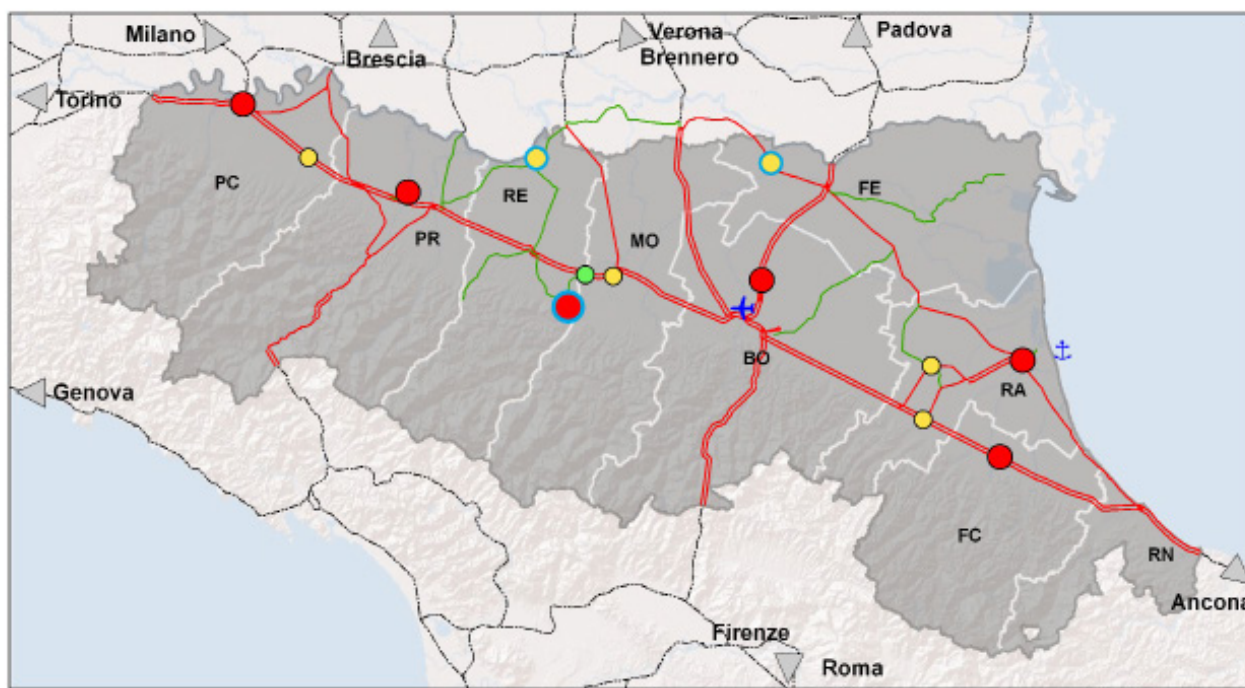 Milano
Brescia
Verona
Brennero
Padova
Torino
PC
RE
FE
PR
MO
BO
RA
Genova
FC
RN
Ancona
Firenze
Roma